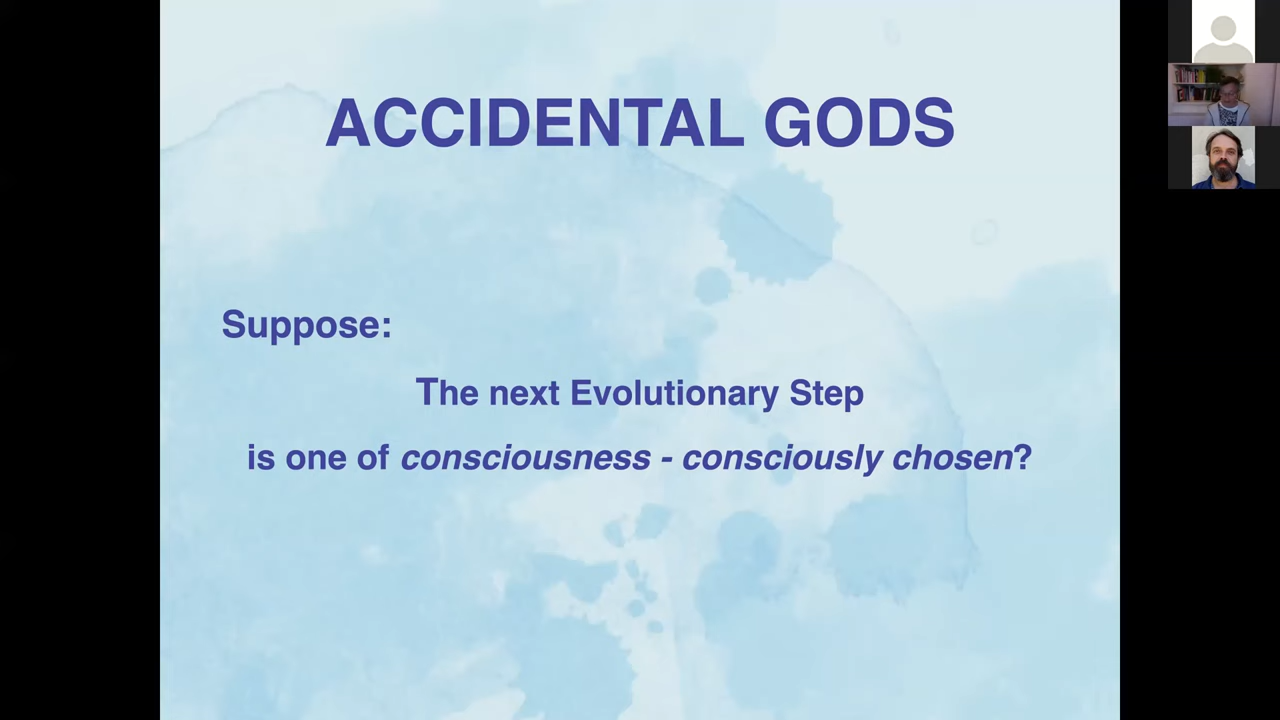 ACCIDENTAL GODS
Suppose:
The next Evolutionary Step
is one of consciousness - consciously chosen?